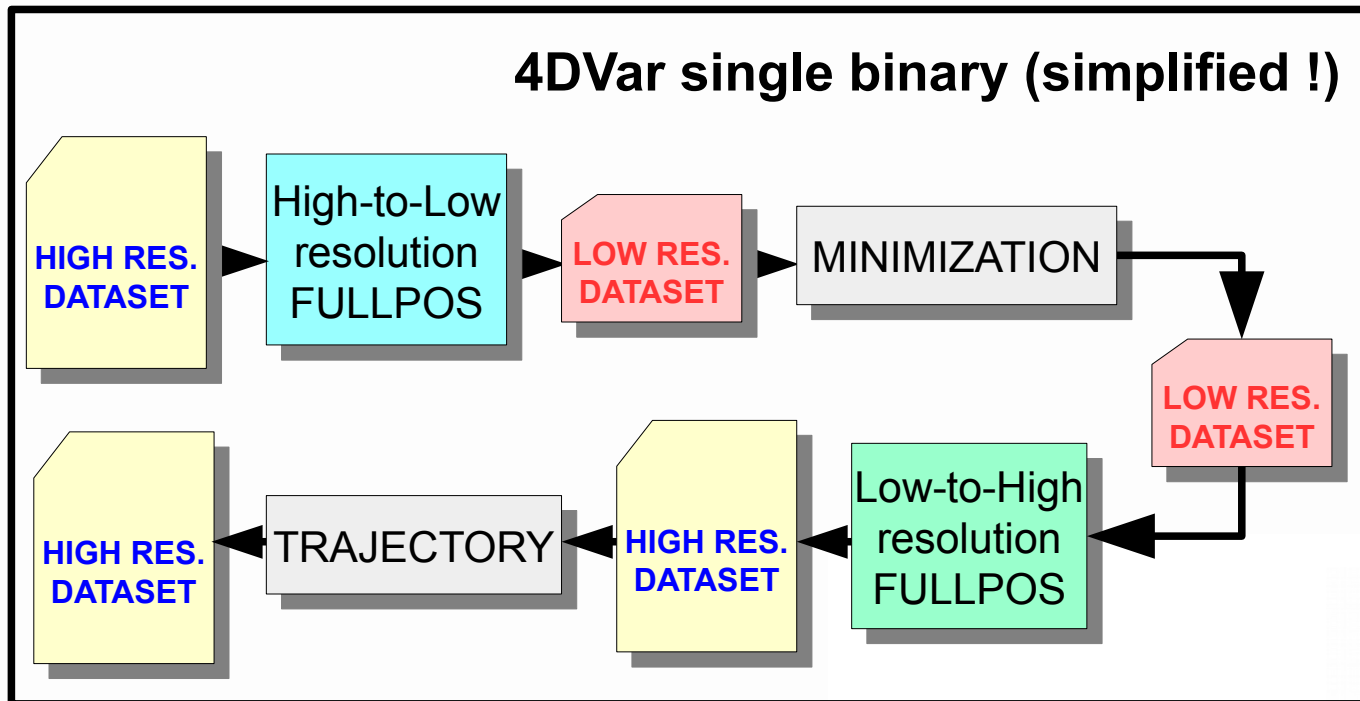 4DVar single binary (simplified !)
HIGH RES.
DATASET
High-to-Low
resolution
FULLPOS
LOW RES.
DATASET
MINIMIZATION
LOW RES.
DATASET
Low-to-High
resolution
FULLPOS
HIGH RES.
DATASET
TRAJECTORY
HIGH RES.
DATASET